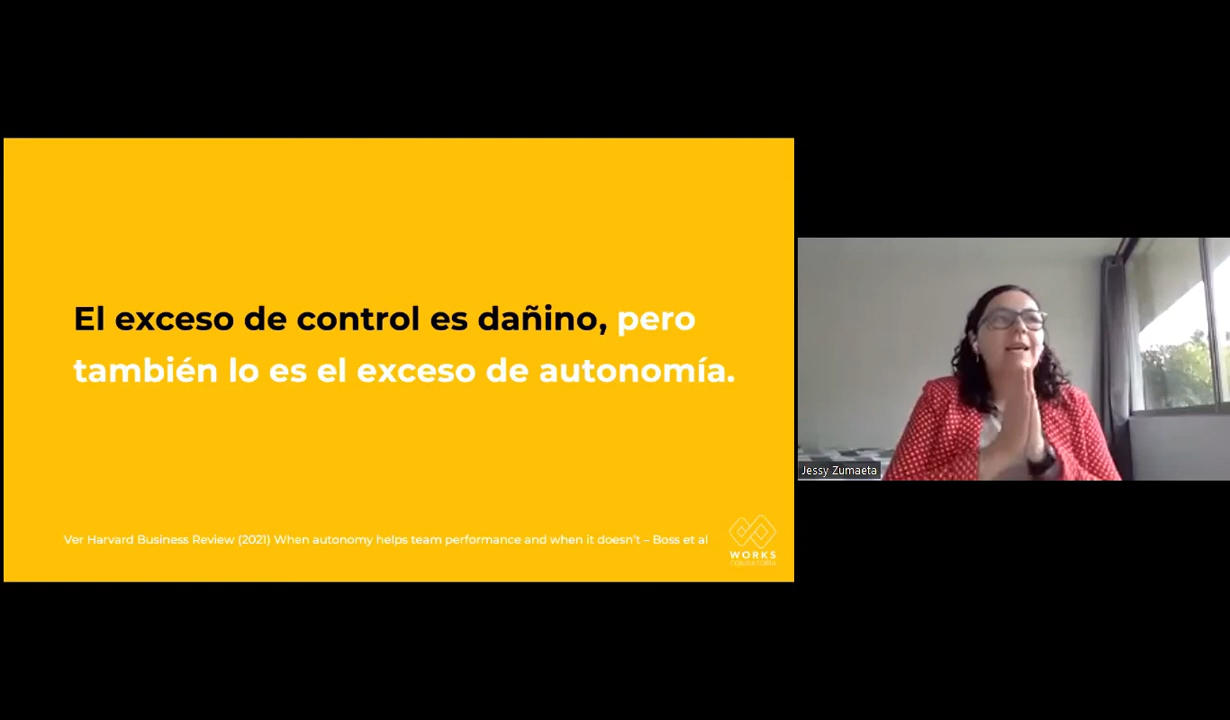 El exceso de control es dañino, pero
también lo es el exceso de autonomía.
Ver Harvard Business Review (2021) When autonomy helps team performance and when it doesn't – Boss et al
WORKS
CONSULTORÍA
Jessy Zumaeta